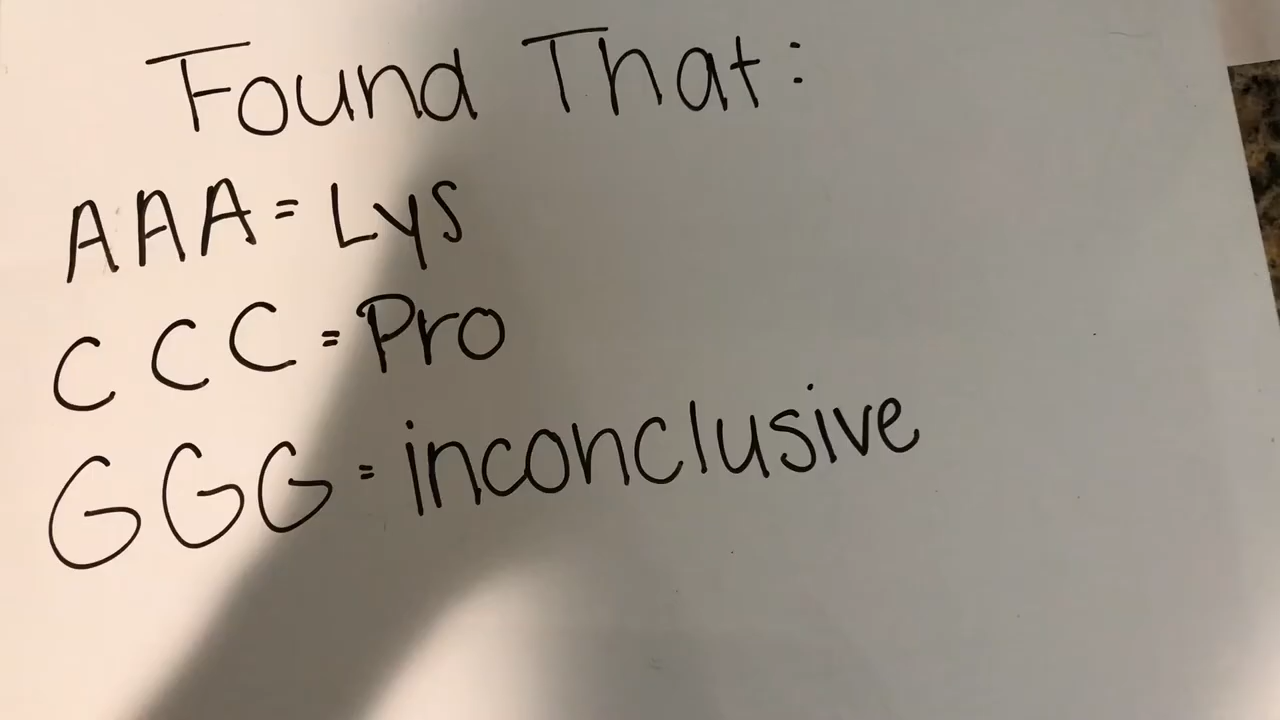 Found That:
AAA = Lys
CCC = Pro
GGG = inconclusive